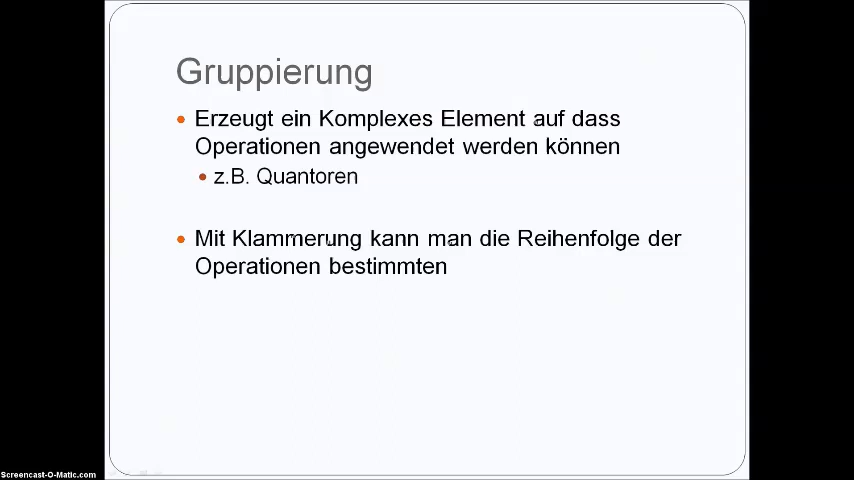 Gruppierung
Erzeugt ein Komplexes Element auf dass
Operationen angewendet werden können
z.B. Quantoren
Mit Klammerung kann man die Reihenfolge der
Operationen bestimmten
Screencast-O-Matic.com